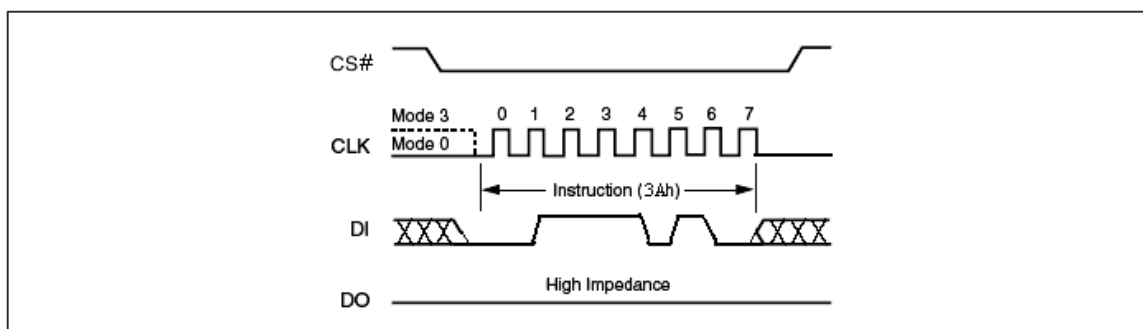 CS#
Mode 3
0 1 2 3 4 5 6 7
CLK
Mode 0
Instruction (3Ah)
DI
High Impedance
DO